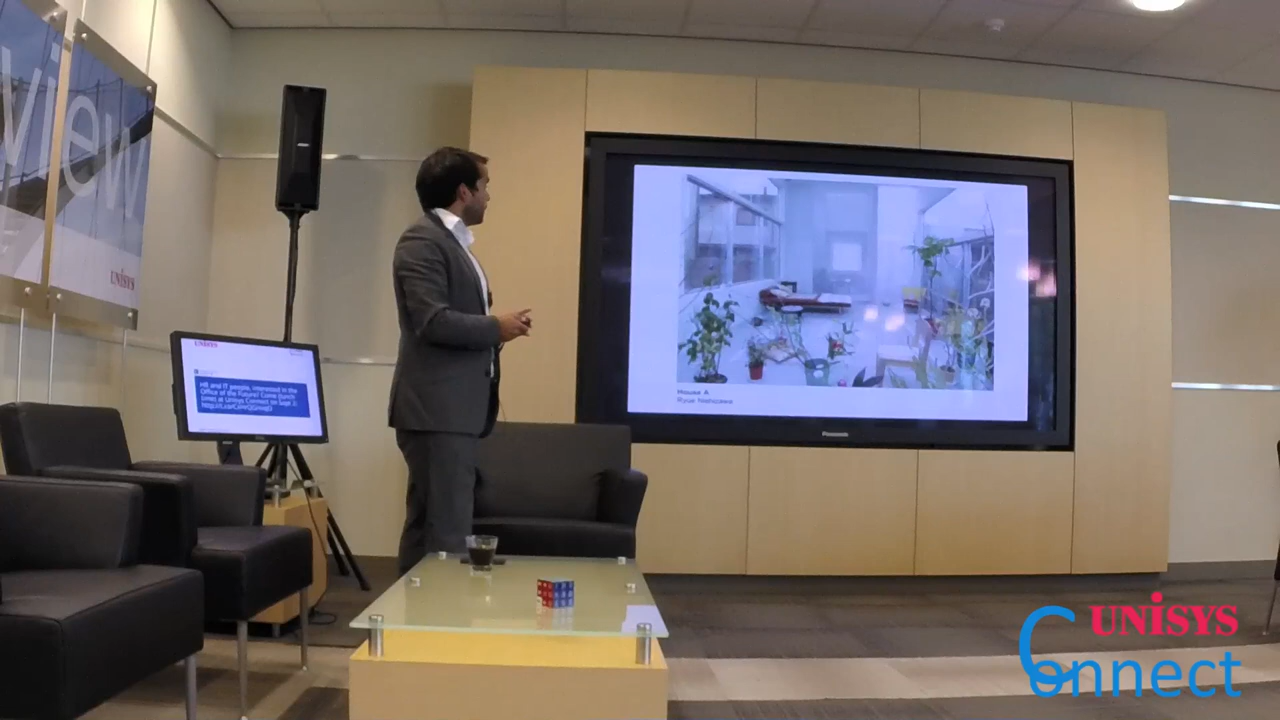 view
UNISYS
UNISYS
HR and IT people, interested in the
Office of the Future? Come (lunch
time) at Unisys Connect on Sept 3:
House A
Ryue Nishizawa
Panasonic
UNISYS
Connect